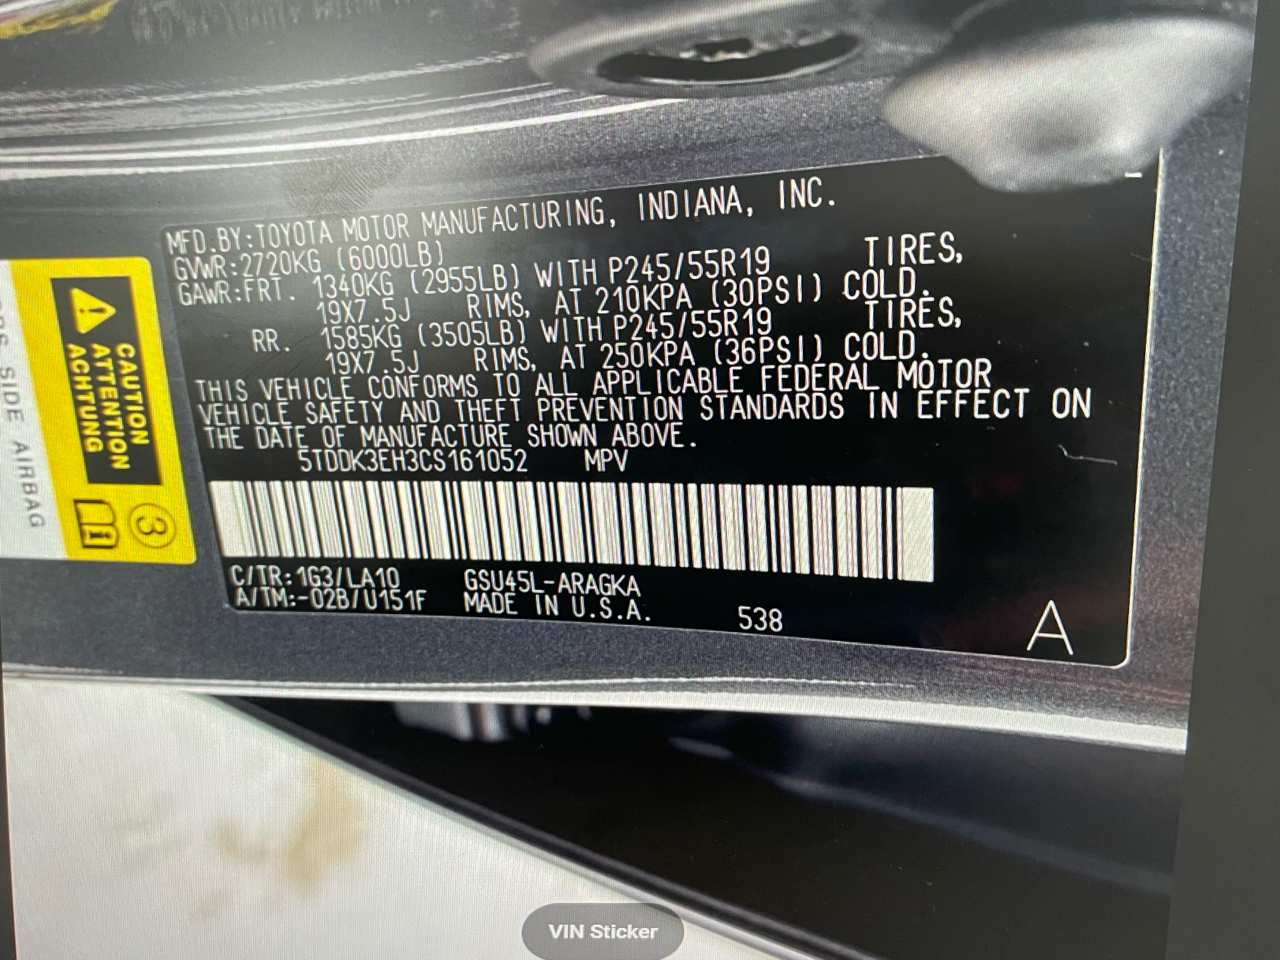 MFD.BY:TOYOTA MOTOR MANUFACTURING, INDIANA, INC.
GVWR:2720KG (6000LB)
GAWR:FRT. 1340KG (2955LB) WITH P245/55R19 TIRES,
19X7.5J RIMS, AT 210KPA (30PSI) COLD.
RR. 1585KG (3505LB) WITH P245/55R19 TIRES,
19X7.5J RIMS, AT 250KPA (36PSI) COLD.
THIS VEHICLE CONFORMS TO ALL APPLICABLE FEDERAL MOTOR
VEHICLE SAFETY AND THEFT PREVENTION STANDARDS IN EFFECT ON
THE DATE OF MANUFACTURE SHOWN ABOVE.
5TDDK3EH3CS161052 MPV
C/TR:1G3/LA10 GSU45L-ARAGKA
A/TM:-02B/U151F MADE IN U.S.A.
538
A
CAUTION
ATTENTION
ACHTUNG
3
SIDE AIRBAG
VIN Sticker